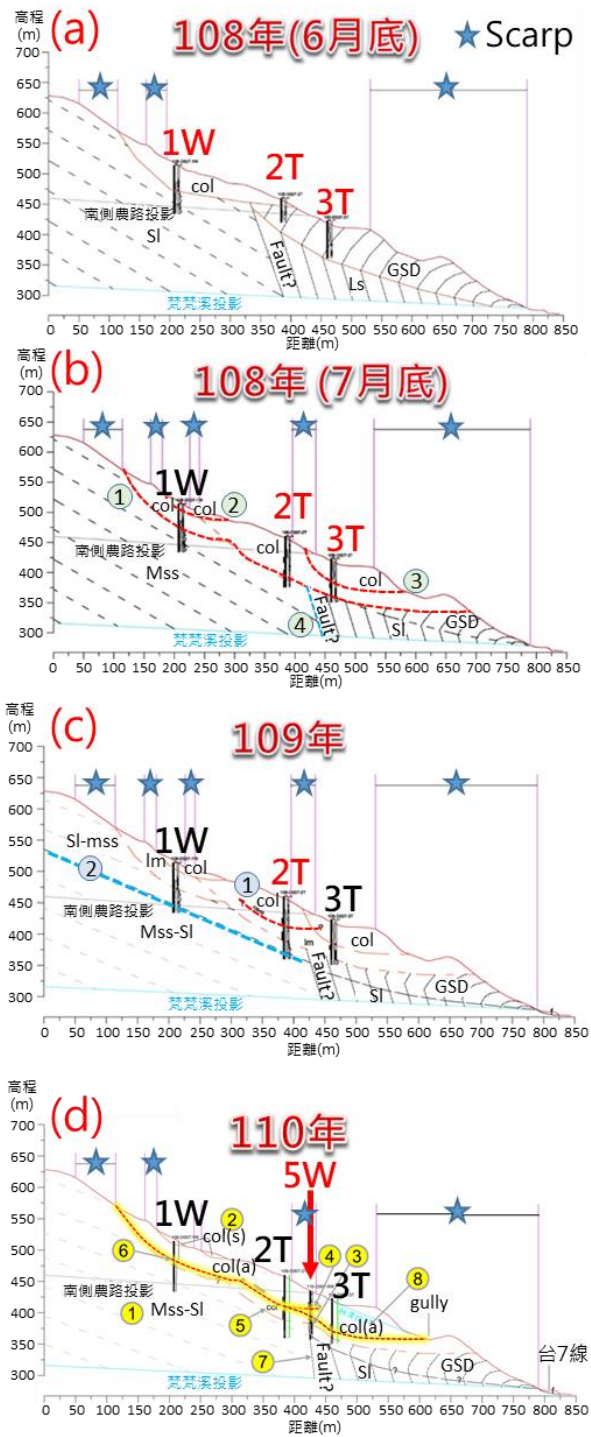 高程
(m)
(a)
108年(6月底)
★ Scarp
700
650
600
550
500
450
400
350
300
1W
2T
3T
col
南側農路投影
Sl
Fault?
Ls
GSD
梵梵溪投影
0 50 100 150 200 250 300 350 400 450 500 550 600 650 700 750 800 850
距離(m)
高程
(m)
(b)
108年 (7月底)
700
650
600
550
500
450
400
350
300
1W
2T
3T
①
②
③
④
col
col
col
col
南側農路投影
Mss
Fault?
Sl
GSD
梵梵溪投影
0 50 100 150 200 250 300 350 400 450 500 550 600 650 700 750 800 850
距離(m)
高程
(m)
(c)
109年
700
650
600
550
500
450
400
350
300
1W
2T
3T
Sl-mss
lm
col
①
②
col
col
南側農路投影
Mss-Sl
lm
Fault?
Sl
GSD
梵梵溪投影
0 50 100 150 200 250 300 350 400 450 500 550 600 650 700 750 800 850
距離(m)
高程
(m)
(d)
110年
5W
700
650
600
550
500
450
400
350
300
1W
2T
3T
②
col(s)
⑥
col(a)
④
③
⑧
gully
南側農路投影
①
Mss-Sl
⑤
col
col(a)
⑦
Fault?
Sl
?
GSD
?
台7線
梵梵溪投影
0 50 100 150 200 250 300 350 400 450 500 550 600 650 700 750 800 850
距離(m)